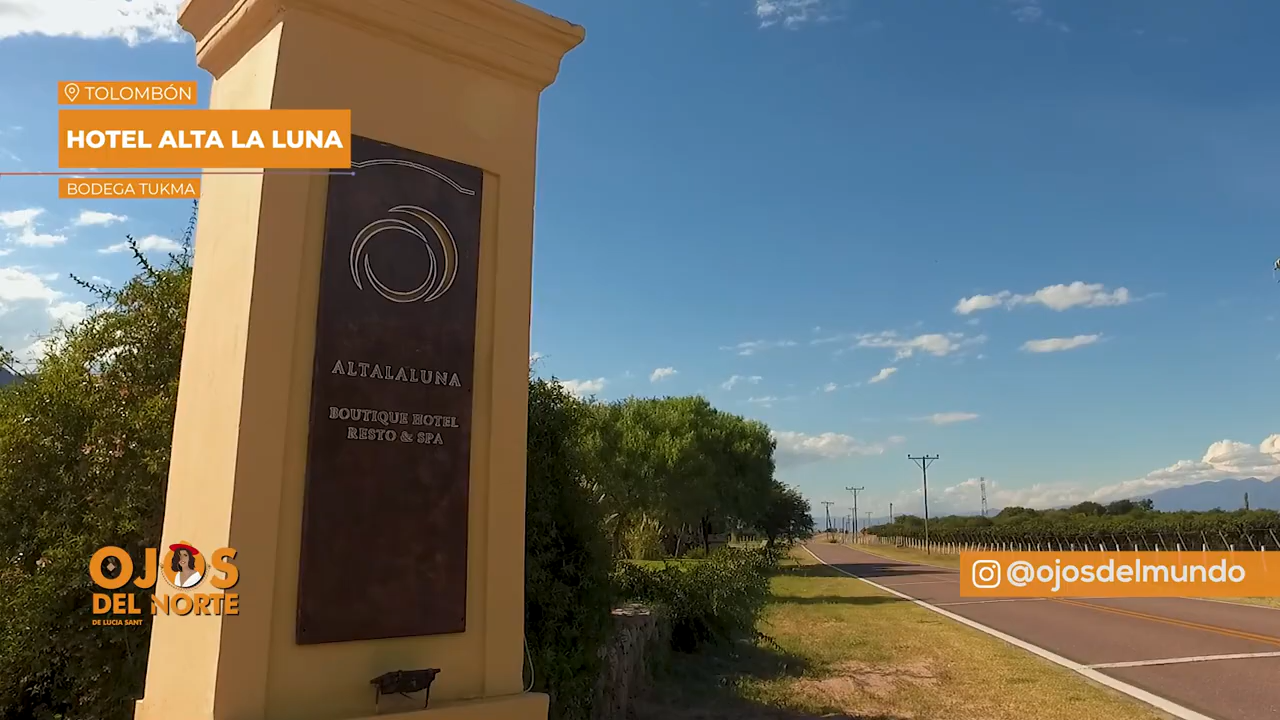 TOLOMBÓN
HOTEL ALTA LA LUNA
BODEGA TUKMA
ALTALALUNA
BOUTIQUE HOTEL
RESTO & SPA
OJOS
DEL NORTE
DE LUCIA SANT
@ojosdelmundo